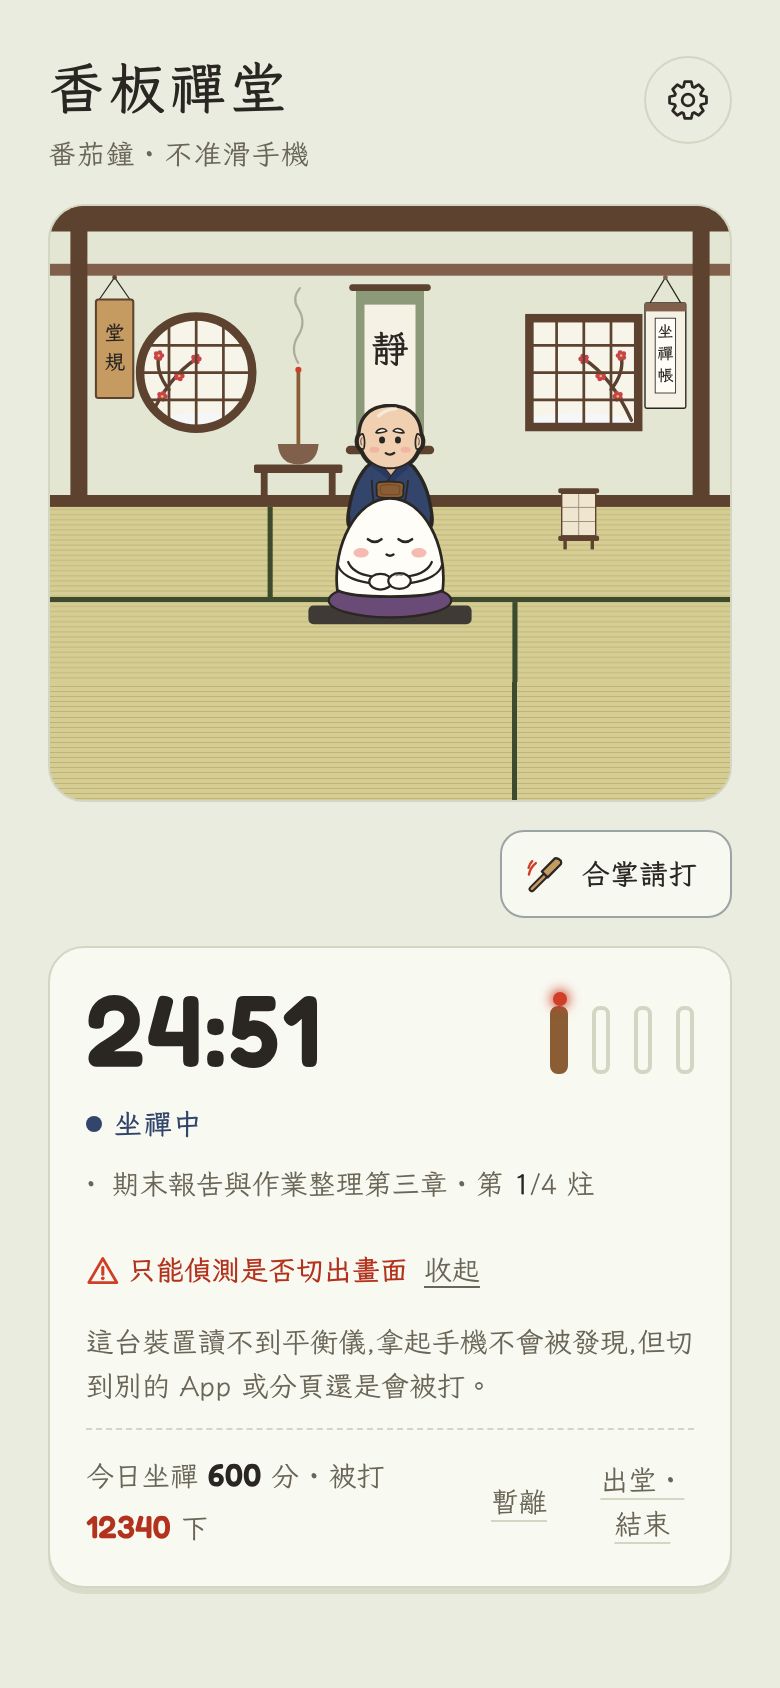 香板禪堂
番茄鐘・不准滑手機
堂規
靜
坐禪帳
合掌請打
24:51
坐禪中
・ 期末報告與作業整理第三章・第 1/4 炷
只能偵測是否切出畫面 收起
這台裝置讀不到平衡儀,拿起手機不會被發現,但切
到別的 App 或分頁還是會被打。
今日坐禪 600 分・被打
12340 下
暫離
出堂・
結束